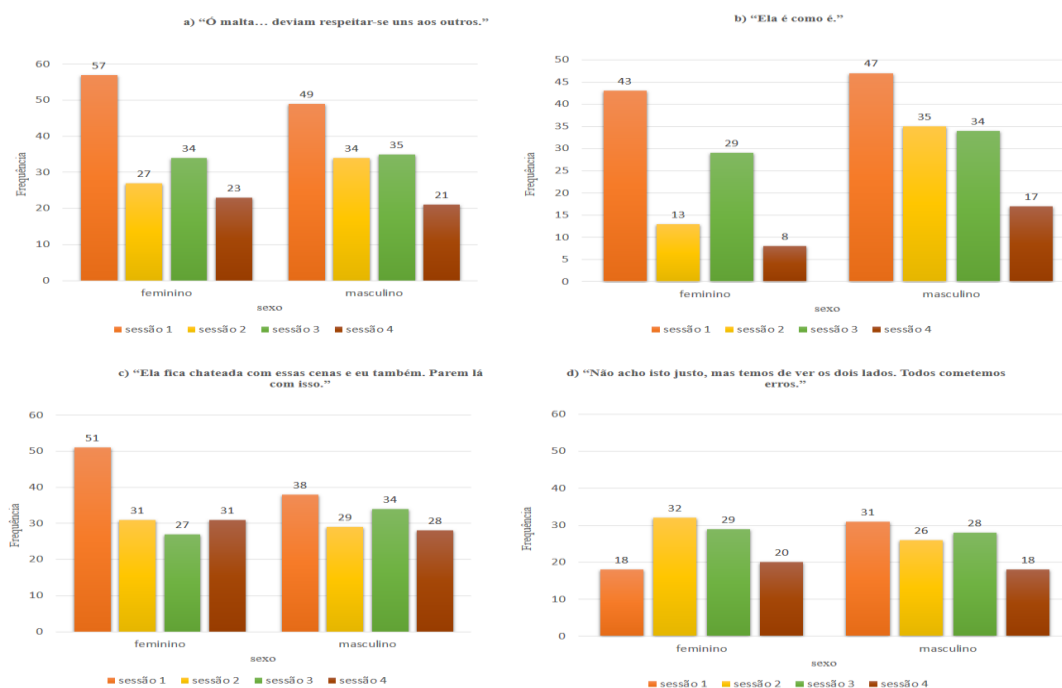 a) “Ó malta… deviam respeitar-se uns aos outros.”
60
50
40
30
20
10
0
Frequência
57
27
34
23
49
34
35
21
feminino
masculino
sexo
sessão 1 sessão 2 sessão 3 sessão 4
b) “Ela é como é.”
50
45
40
35
30
25
20
15
10
5
0
Frequência
43
13
29
8
47
35
34
17
feminino
masculino
sexo
sessão 1 sessão 2 sessão 3 sessão 4
c) “Ela fica chateada com essas cenas e eu também. Parem lá
com isso.”
60
50
40
30
20
10
0
Frequência
51
31
27
31
38
29
34
28
feminino
masculino
sexo
sessão 1 sessão 2 sessão 3 sessão 4
d) “Não acho isto justo, mas temos de ver os dois lados. Todos cometemos
erros.”
60
50
40
30
20
10
0
Frequência
18
32
29
20
31
26
28
18
feminino
masculino
sexo
sessão 1 sessão 2 sessão 3 sessão 4